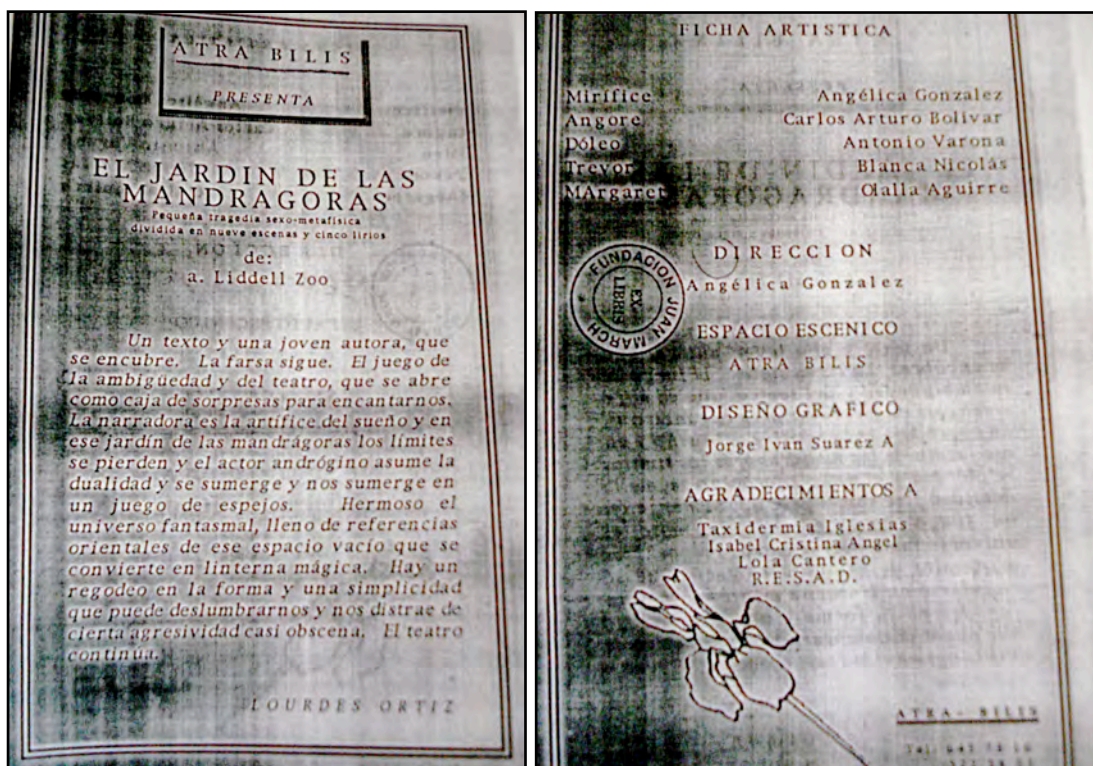 ATRA BILIS
PRESENTA
EL JARDIN DE LAS
MANDRAGORAS
Pequeña tragedia sexo-metafísica
dividida en nueve escenas y cinco lirios
de:
a. Liddell Zoo
Un texto y una joven autora, que
se encubre. La farsa sigue. El juego de
la ambigüedad y del teatro, que se abre
como caja de sorpresas para encantarnos.
La narradora es la artífice del sueño y en
ese jardín de las mandrágoras los límites
se pierden y el actor andrógino asume la
dualidad y se sumerge y nos sumerge en
un juego de espejos. Hermoso el
universo fantasmal, lleno de referencias
orientales de ese espacio vacío que se
convierte en linterna mágica. Hay un
regodeo en la forma y una simplicidad
que puede deslumbrarnos y nos distrae de
cierta agresividad casi obscena. El teatro
continua.
LOURDES ORTIZ
FICHA ARTISTICA
Mirífice Angélica Gonzalez
Angore Carlos Arturo Bolivar
Dóleo Antonio Varona
Trevor Blanca Nicolás
MArgaret Olalla Aguirre
DIRECCION
Angélica Gonzalez
FUNDACION JUAN MARCH
EX-
LIBRIS
ESPACIO ESCENICO
ATRA BILIS
DISEÑO GRAFICO
Jorge Ivan Suarez A
AGRADECIMIENTOS A
Taxidermia Iglesias
Isabel Cristina Angel
Lola Cantero
R.E.S.A.D.
ATRA-BILIS
Tel: